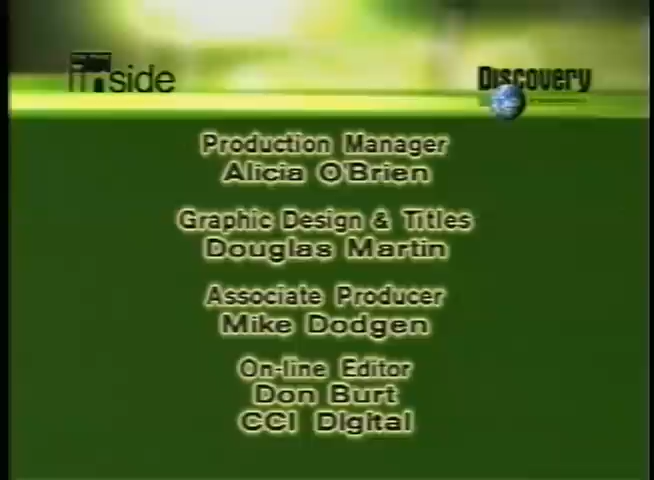 inside
Discovery
Production Manager
Alicia O'Brien
Graphic Design & Titles
Douglas Martin
Associate Producer
Mike Dodgen
On-line Editor
Don Burt
CCI Digital